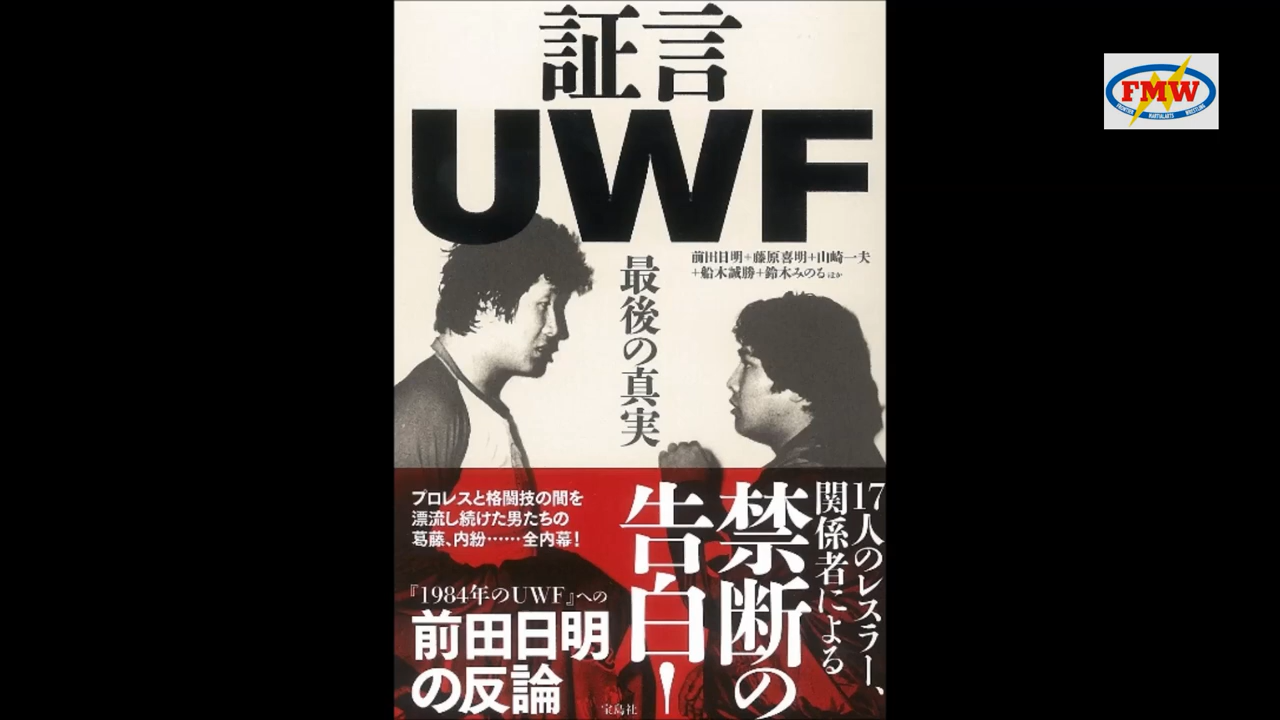 証言
UWF
最後の真実
前田日明+藤原喜明+山崎一夫
+船木誠勝+鈴木みのるほか
17人のレスラー、
関係者による
禁断の
告白!
プロレスと格闘技の間を
漂流し続けた男たちの
葛藤、内紛……全内幕!
『1984年のUWF』への
前田日明
の反論
宝島社
FMW
MARTIALARTS
WRESTLING